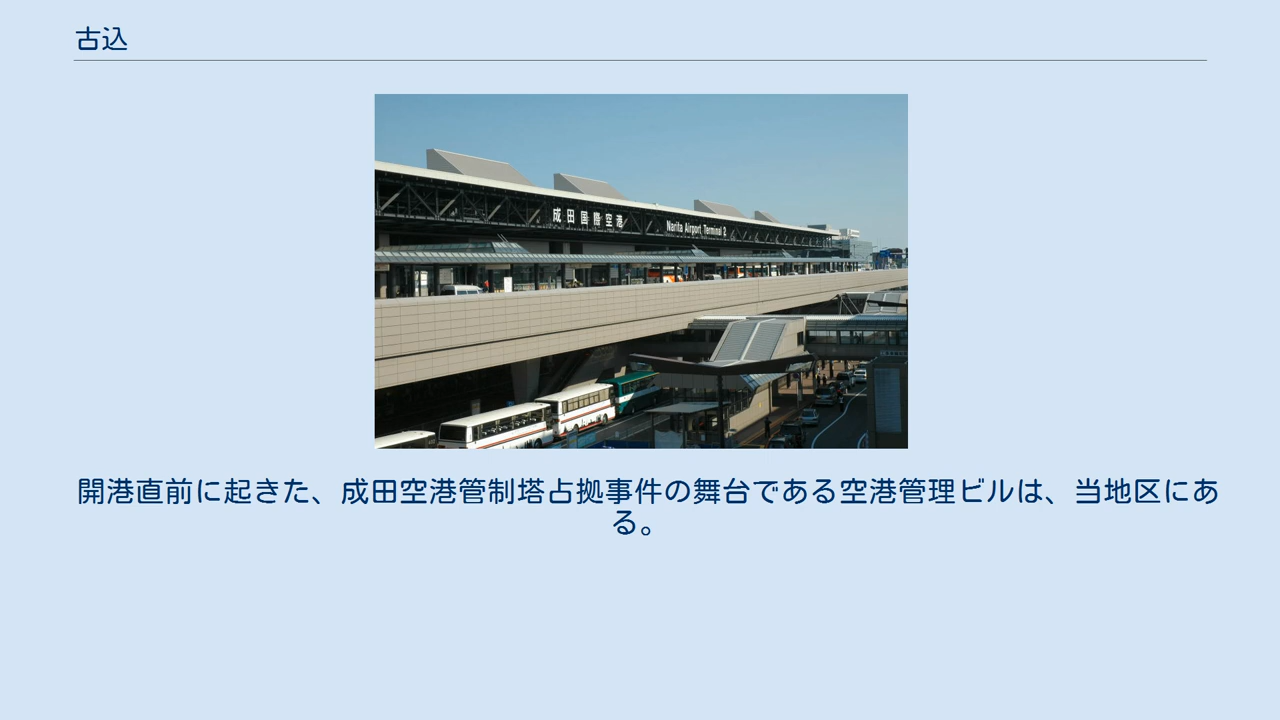 古込
成田国際空港
Narita Airport Terminal 2
開港直前に起きた、成田空港管制塔占拠事件の舞台である空港管理ビルは、当地区にあ
る。